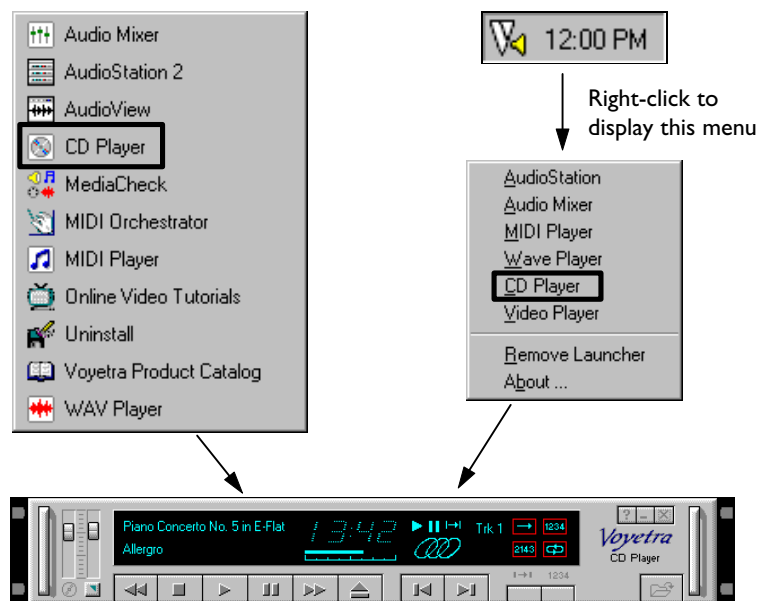 Audio Mixer
AudioStation 2
AudioView
CD Player
MediaCheck
MIDI Orchestrator
MIDI Player
Online Video Tutorials
Uninstall
Voyetra Product Catalog
WAV Player
12:00 PM
Right-click to
display this menu
AudioStation
Audio Mixer
MIDI Player
Wave Player
CD Player
Video Player
Remove Launcher
About ...
Piano Concerto No. 5 in E-Flat
Allergro
13:42
Trk 1
1234
2143
1234
Voyetra
CD Player